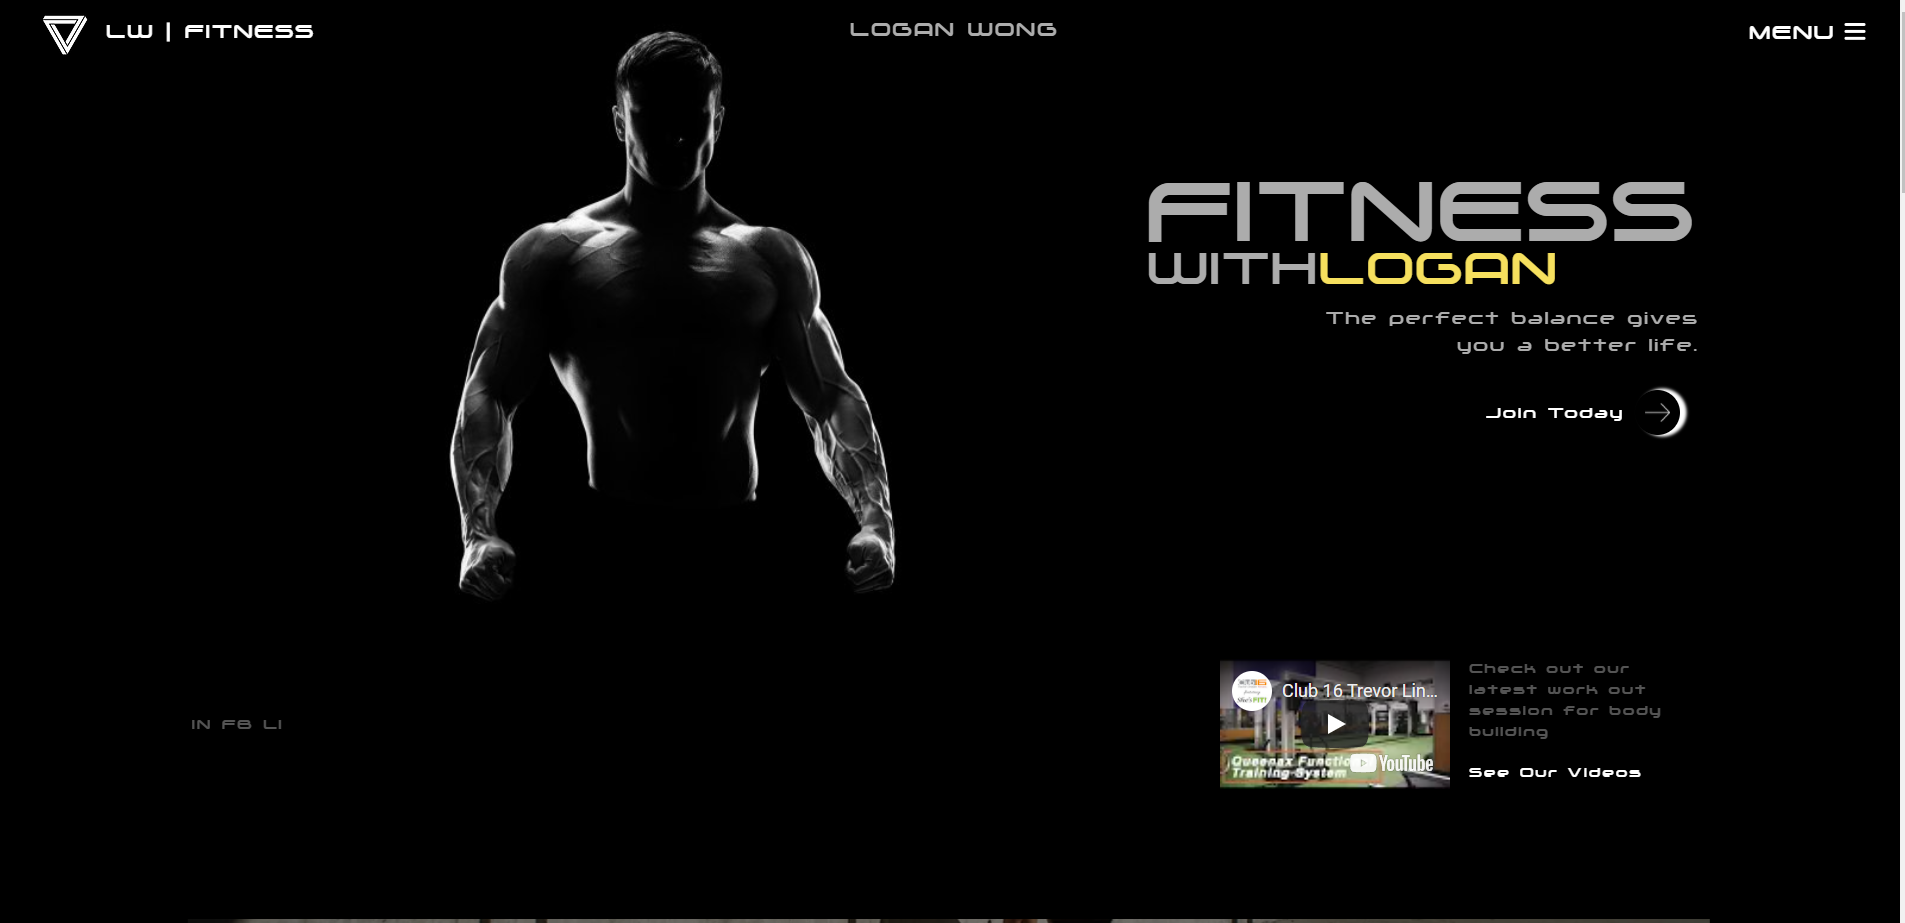 LW | FITNESS
LOGAN WONG
MENU
FITNESS
WITHLOGAN
The perfect balance gives
you a better life.
Join Today
Club 16 Trevor Lin...
Queenax Functio
Training System
YouTube
Check out our
latest work out
session for body
building
See Our Videos
IN FB LI